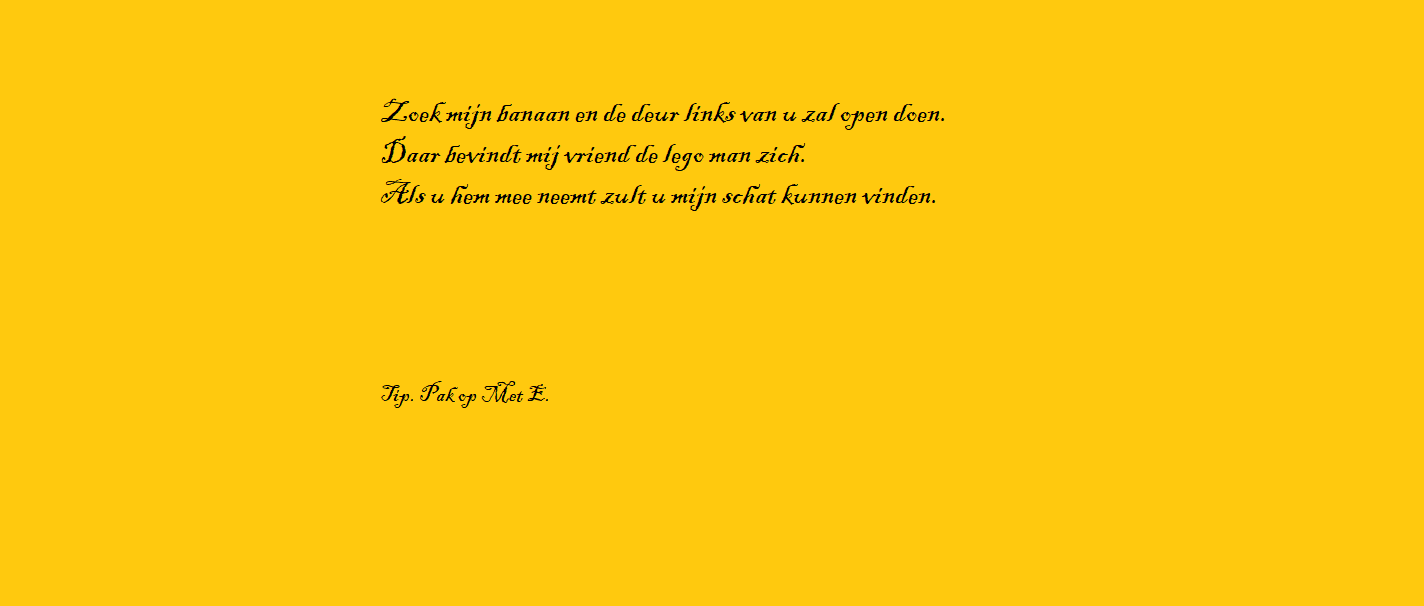 Zoek mijn banaan en de deur links van u zal open doen.
Daar bevindt mij vriend de lego man zich.
Als u hem mee neemt zult u mijn schat kunnen vinden.
Tip. Pak op Met E.